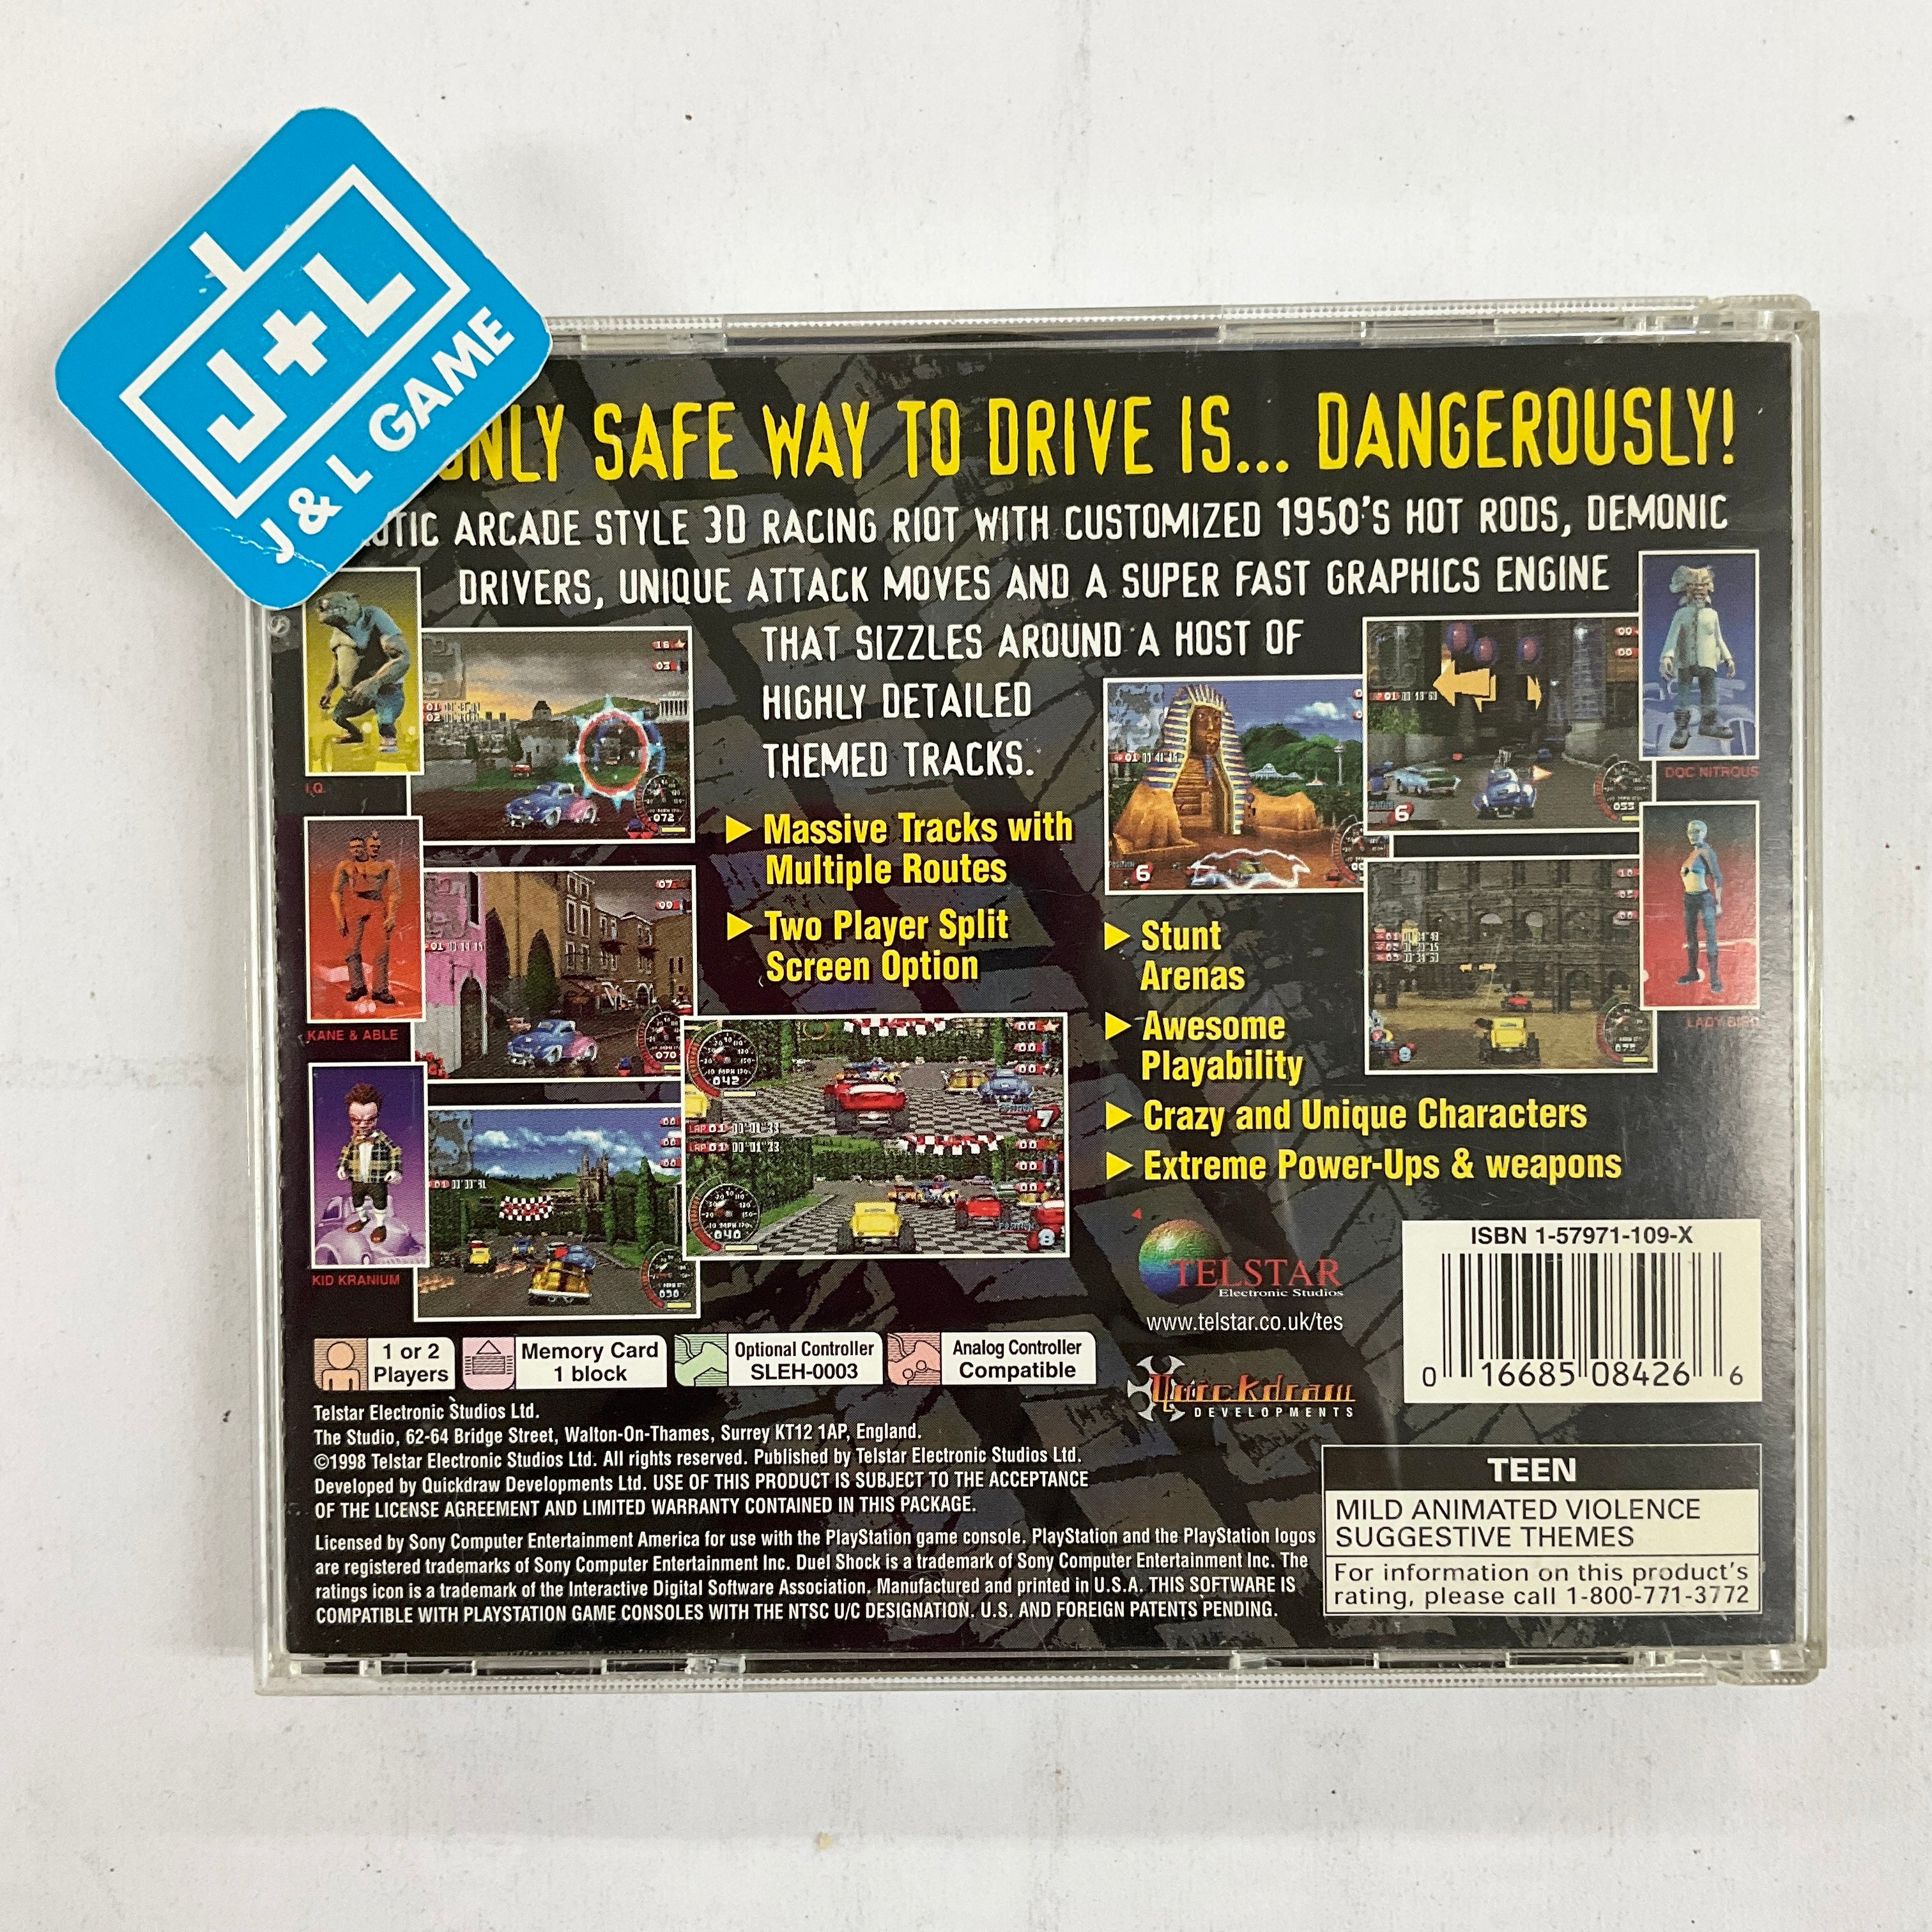 J+L
J & L GAME
ONLY SAFE WAY TO DRIVE IS... DANGEROUSLY!
ARCADE STYLE 3D RACING RIOT WITH CUSTOMIZED 1950'S HOT RODS, DEMONIC
DRIVERS, UNIQUE ATTACK MOVES AND A SUPER FAST GRAPHICS ENGINE
THAT SIZZLES AROUND A HOST OF
HIGHLY DETAILED
THEMED TRACKS.
I.Q.
KANE & ABLE
KID KRANIUM
DOC NITROUS
Massive Tracks with
Multiple Routes
Two Player Split
Screen Option
Stunt
Arenas
Awesome
Playability
Crazy and Unique Characters
Extreme Power-Ups & weapons
TELSTAR
Electronic Studios
www.telstar.co.uk/tes
Quickdraw
DEVELOPMENTS
ISBN 1-57971-109-X
0 16685 08426 6
1 or 2
Players
Memory Card
1 block
Optional Controller
SLEH-0003
Analog Controller
Compatible
Telstar Electronic Studios Ltd.
The Studio, 62-64 Bridge Street, Walton-On-Thames, Surrey KT12 1AP, England.
©1998 Telstar Electronic Studios Ltd. All rights reserved. Published by Telstar Electronic Studios Ltd.
Developed by Quickdraw Developments Ltd. USE OF THIS PRODUCT IS SUBJECT TO THE ACCEPTANCE
OF THE LICENSE AGREEMENT AND LIMITED WARRANTY CONTAINED IN THIS PACKAGE.
Licensed by Sony Computer Entertainment America for use with the PlayStation game console. PlayStation and the PlayStation logos
are registered trademarks of Sony Computer Entertainment Inc. Duel Shock is a trademark of Sony Computer Entertainment Inc. The
ratings icon is a trademark of the Interactive Digital Software Association. Manufactured and printed in U.S.A. THIS SOFTWARE IS
COMPATIBLE WITH PLAYSTATION GAME CONSOLES WITH THE NTSC U/C DESIGNATION. U.S. AND FOREIGN PATENTS PENDING.
TEEN
MILD ANIMATED VIOLENCE
SUGGESTIVE THEMES
For information on this product's
rating, please call 1-800-771-3772